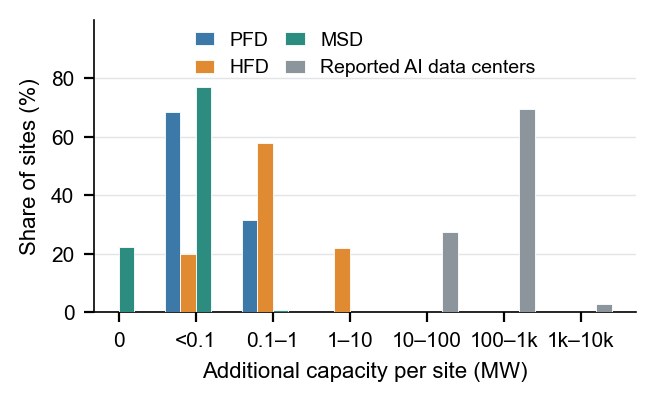 PFD MSD
HFD Reported AI data centers
Share of sites (%)
80
60
40
20
0
0 <0.1 0.1–1 1–10 10–100 100–1k 1k–10k
Additional capacity per site (MW)